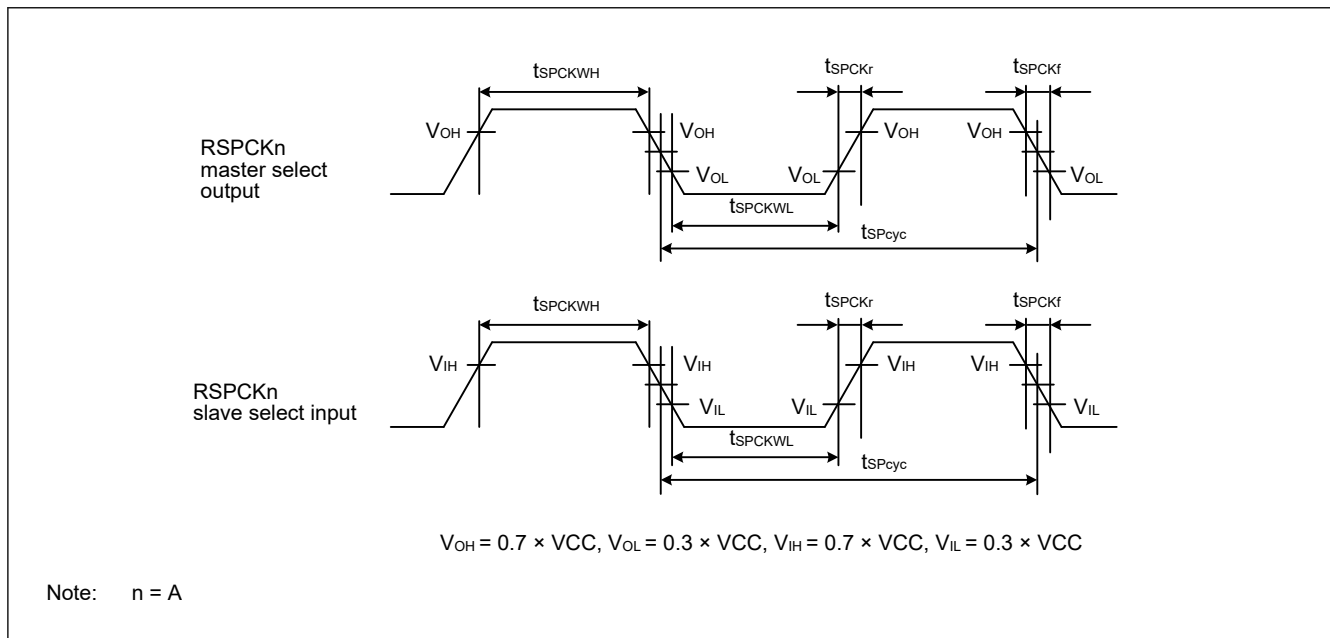 tSPCKWH
tSPCKr
tSPCKf
RSPCKn
master select
output
VOH
VOH
VOL
VOL
VOH
VOH
VOL
tSPCKWL
tSPcyc
tSPCKWH
tSPCKr
tSPCKf
RSPCKn
slave select input
VIH
VIH
VIL
VIL
VIH
VIH
VIL
tSPCKWL
tSPcyc
VOH = 0.7 × VCC, VOL = 0.3 × VCC, VIH = 0.7 × VCC, VIL = 0.3 × VCC
Note: n = A